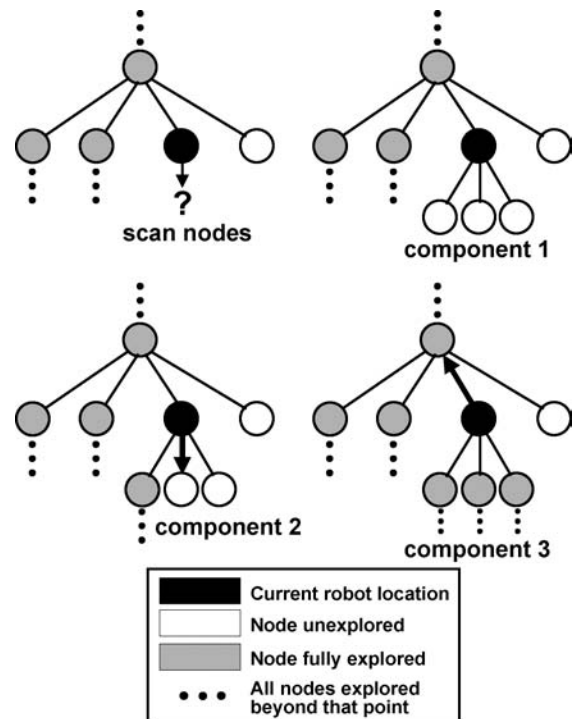 ?
scan nodes
component 1
component 2
component 3
Current robot location
Node unexplored
Node fully explored
All nodes explored
beyond that point